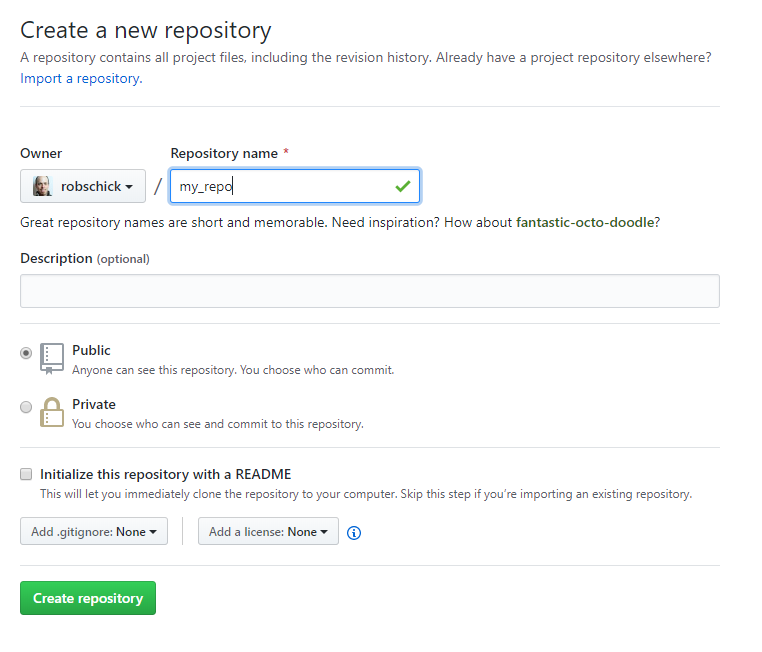 Create a new repository
A repository contains all project files, including the revision history. Already have a project repository elsewhere?
Import a repository.
Owner Repository name *
robschick / my_repo
Great repository names are short and memorable. Need inspiration? How about fantastic-octo-doodle?
Description (optional)
Public
Anyone can see this repository. You choose who can commit.
Private
You choose who can see and commit to this repository.
Initialize this repository with a README
This will let you immediately clone the repository to your computer. Skip this step if you’re importing an existing repository.
Add .gitignore: None Add a license: None
Create repository